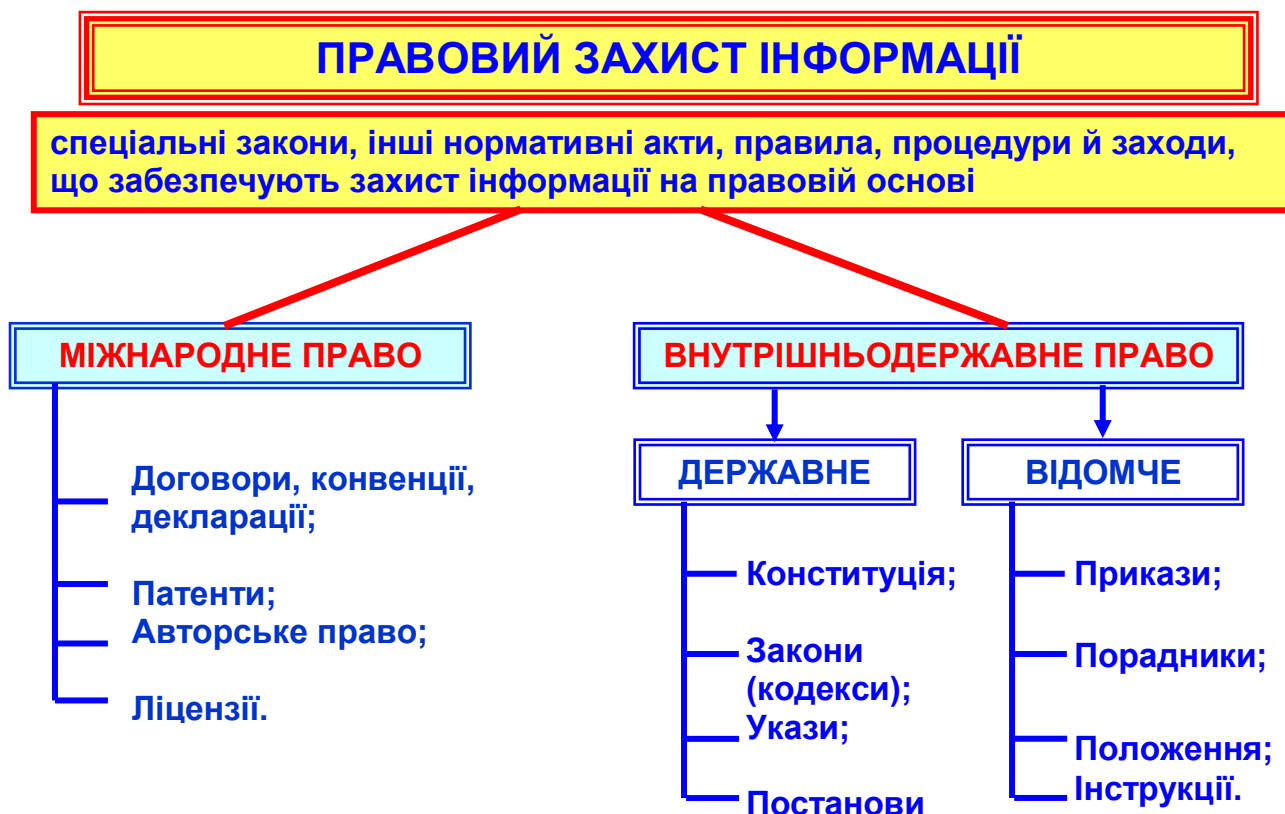 ПРАВОВИЙ ЗАХИСТ ІНФОРМАЦІЇ
спеціальні закони, інші нормативні акти, правила, процедури й заходи,
що забезпечують захист інформації на правовій основі
МІЖНАРОДНЕ ПРАВО
Договори, конвенції,
декларації;
Патенти;
Авторське право;
Ліцензії.
ВНУТРІШНЬОДЕРЖАВНЕ ПРАВО
ДЕРЖАВНЕ
Конституція;
Закони
(кодекси);
Укази;
Постанови
ВІДОМЧЕ
Прикази;
Порадники;
Положення;
Інструкції.